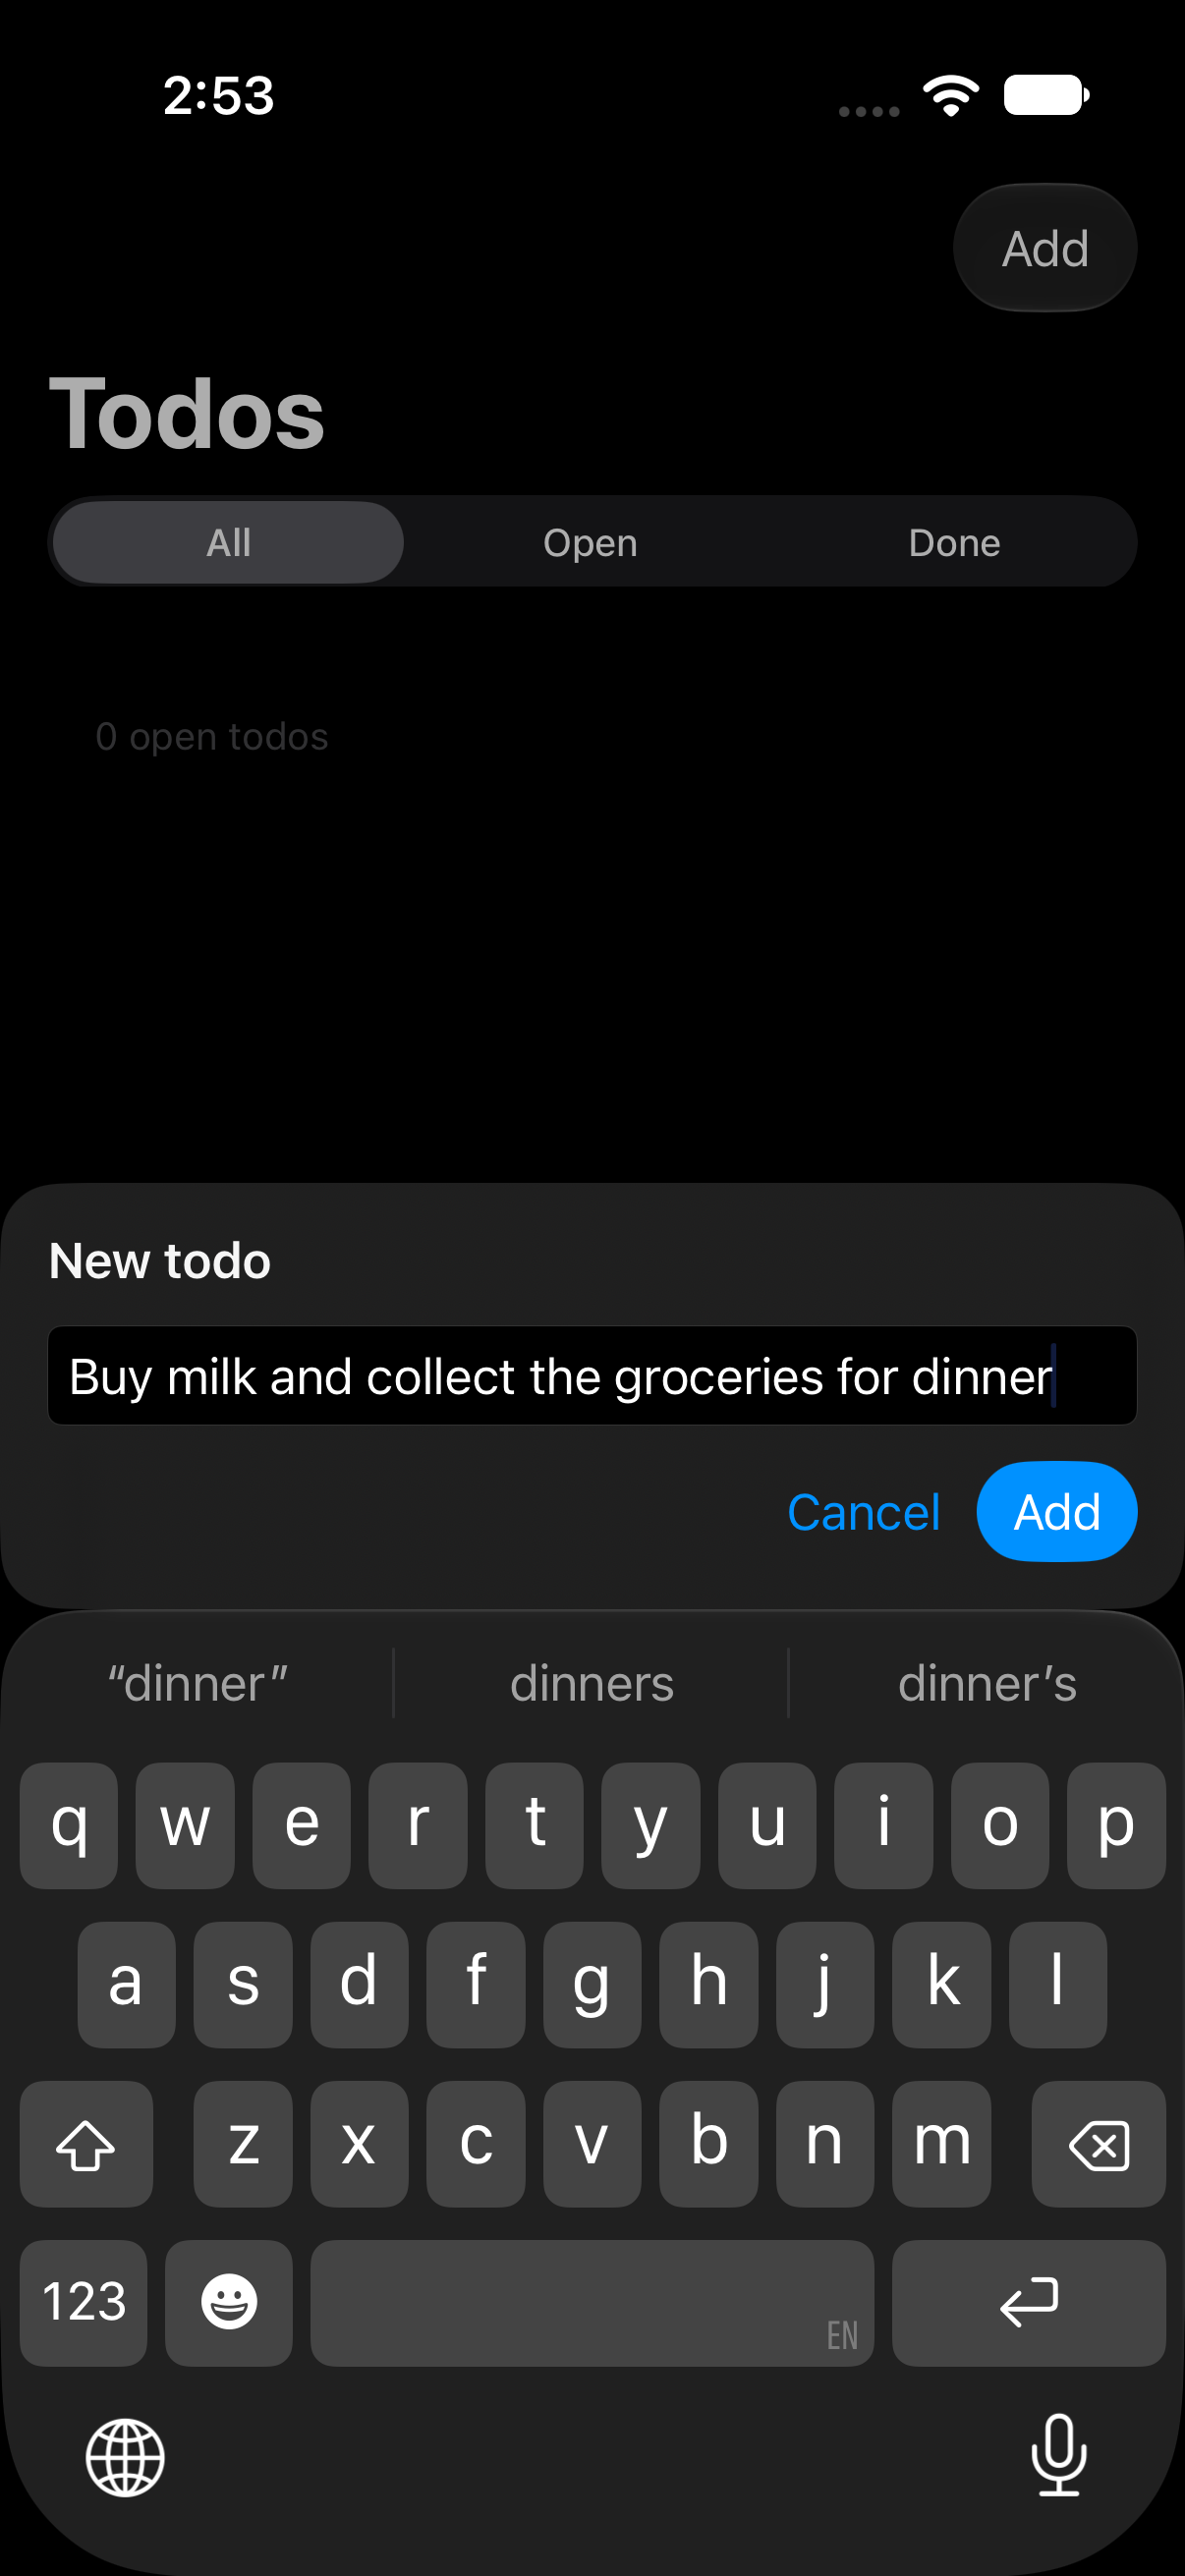 2:53
Add
Todos
All Open Done
0 open todos
New todo
Buy milk and collect the groceries for dinner
Cancel Add
“dinner” dinners dinner’s
q w e r t y u i o p
a s d f g h j k l
z x c v b n m
123 EN